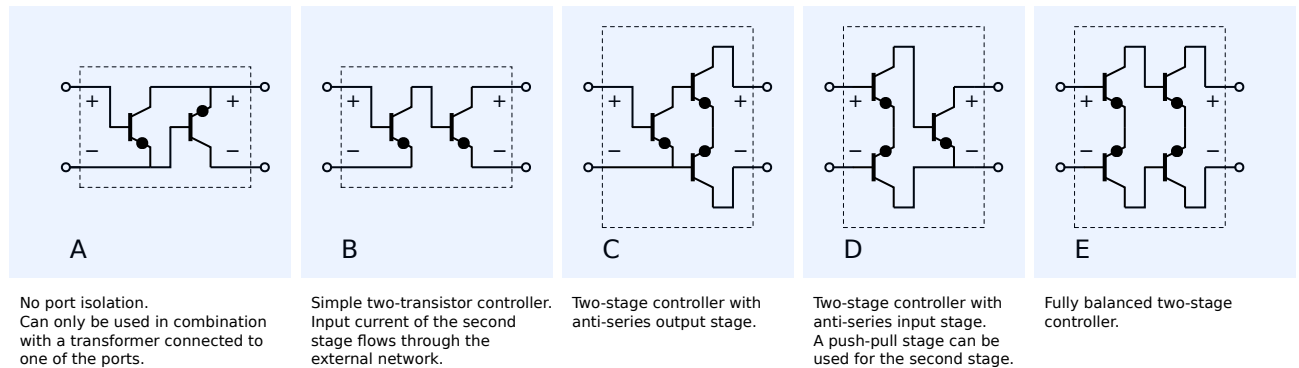 +
−
+
−
A
+
−
+
−
B
+
−
+
−
C
+
−
+
−
D
+
−
+
−
E
No port isolation.
Can only be used in combination
with a transformer connected to
one of the ports.
Simple two-transistor controller.
Input current of the second
stage flows through the
external network.
Two-stage controller with
anti-series output stage.
Two-stage controller with
anti-series input stage.
A push-pull stage can be
used for the second stage.
Fully balanced two-stage
controller.